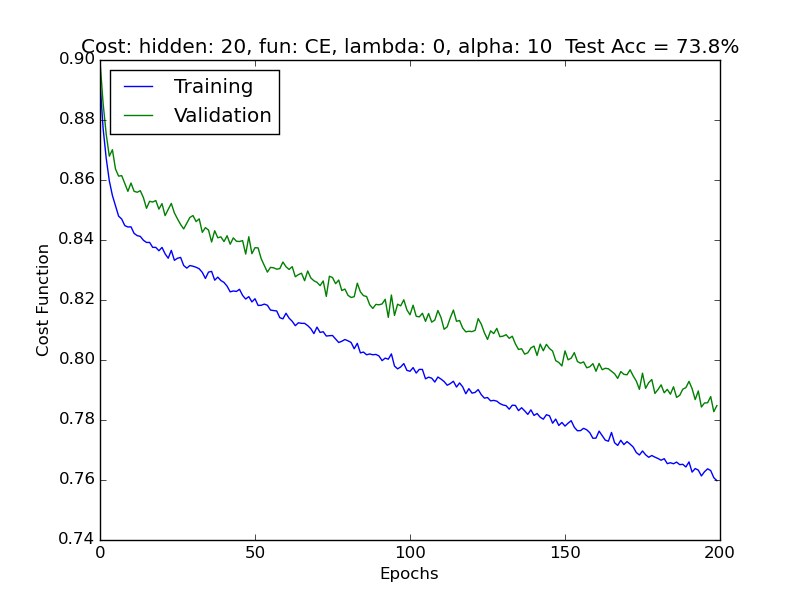 Cost: hidden: 20, fun: CE, lambda: 0, alpha: 10  Test Acc = 73.8%
0.90
Training
Validation
0.88
0.86
0.84
0.82
0.80
0.78
0.76
0.74
Cost Function
0 50 100 150 200
Epochs